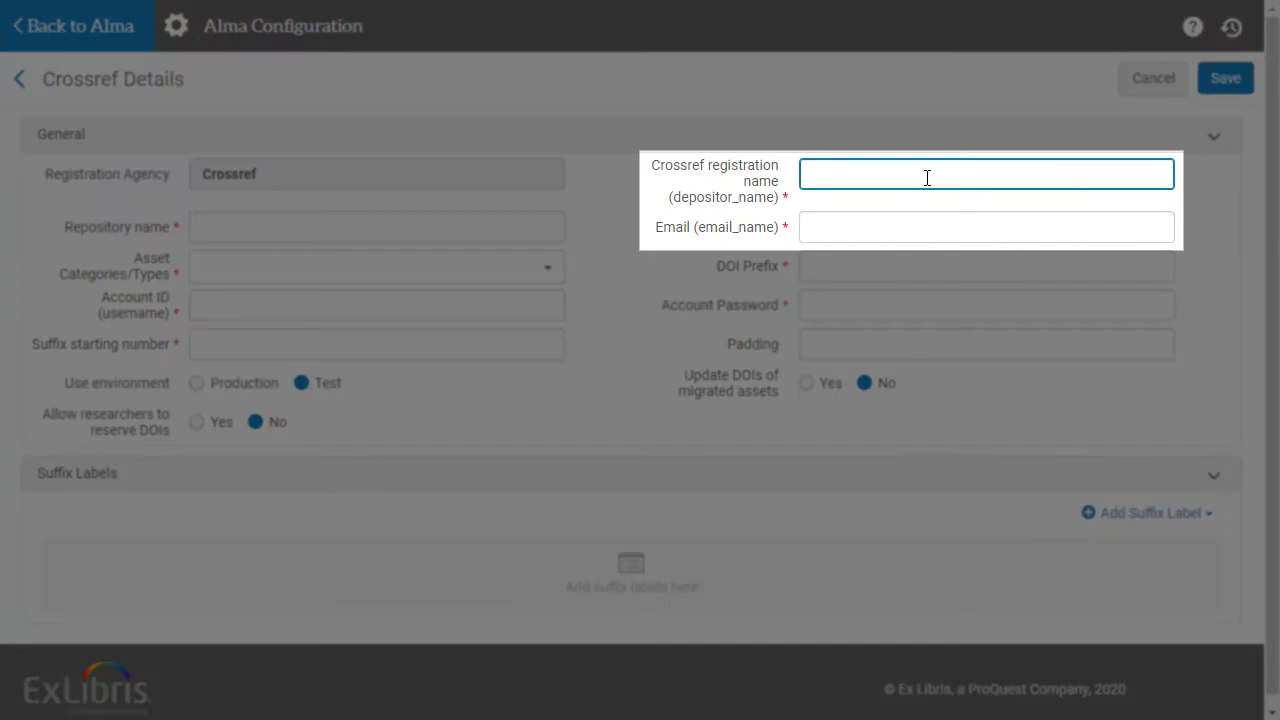 Back to Alma
Alma Configuration
Crossref Details
Cancel
Save
General
Registration Agency
Crossref
Crossref registration
name
(depositor_name) *
Repository name *
Email (email_name) *
Asset
Categories/Types *
DOI Prefix *
Account ID
(username) *
Account Password *
Suffix starting number *
Padding
Use environment
Production
Test
Update DOIs of
migrated assets
Yes
No
Allow researchers to
reserve DOIs
Yes
No
Suffix Labels
Add Suffix Label
Add suffix labels here
ExLibris
© Ex Libris, a ProQuest Company, 2020